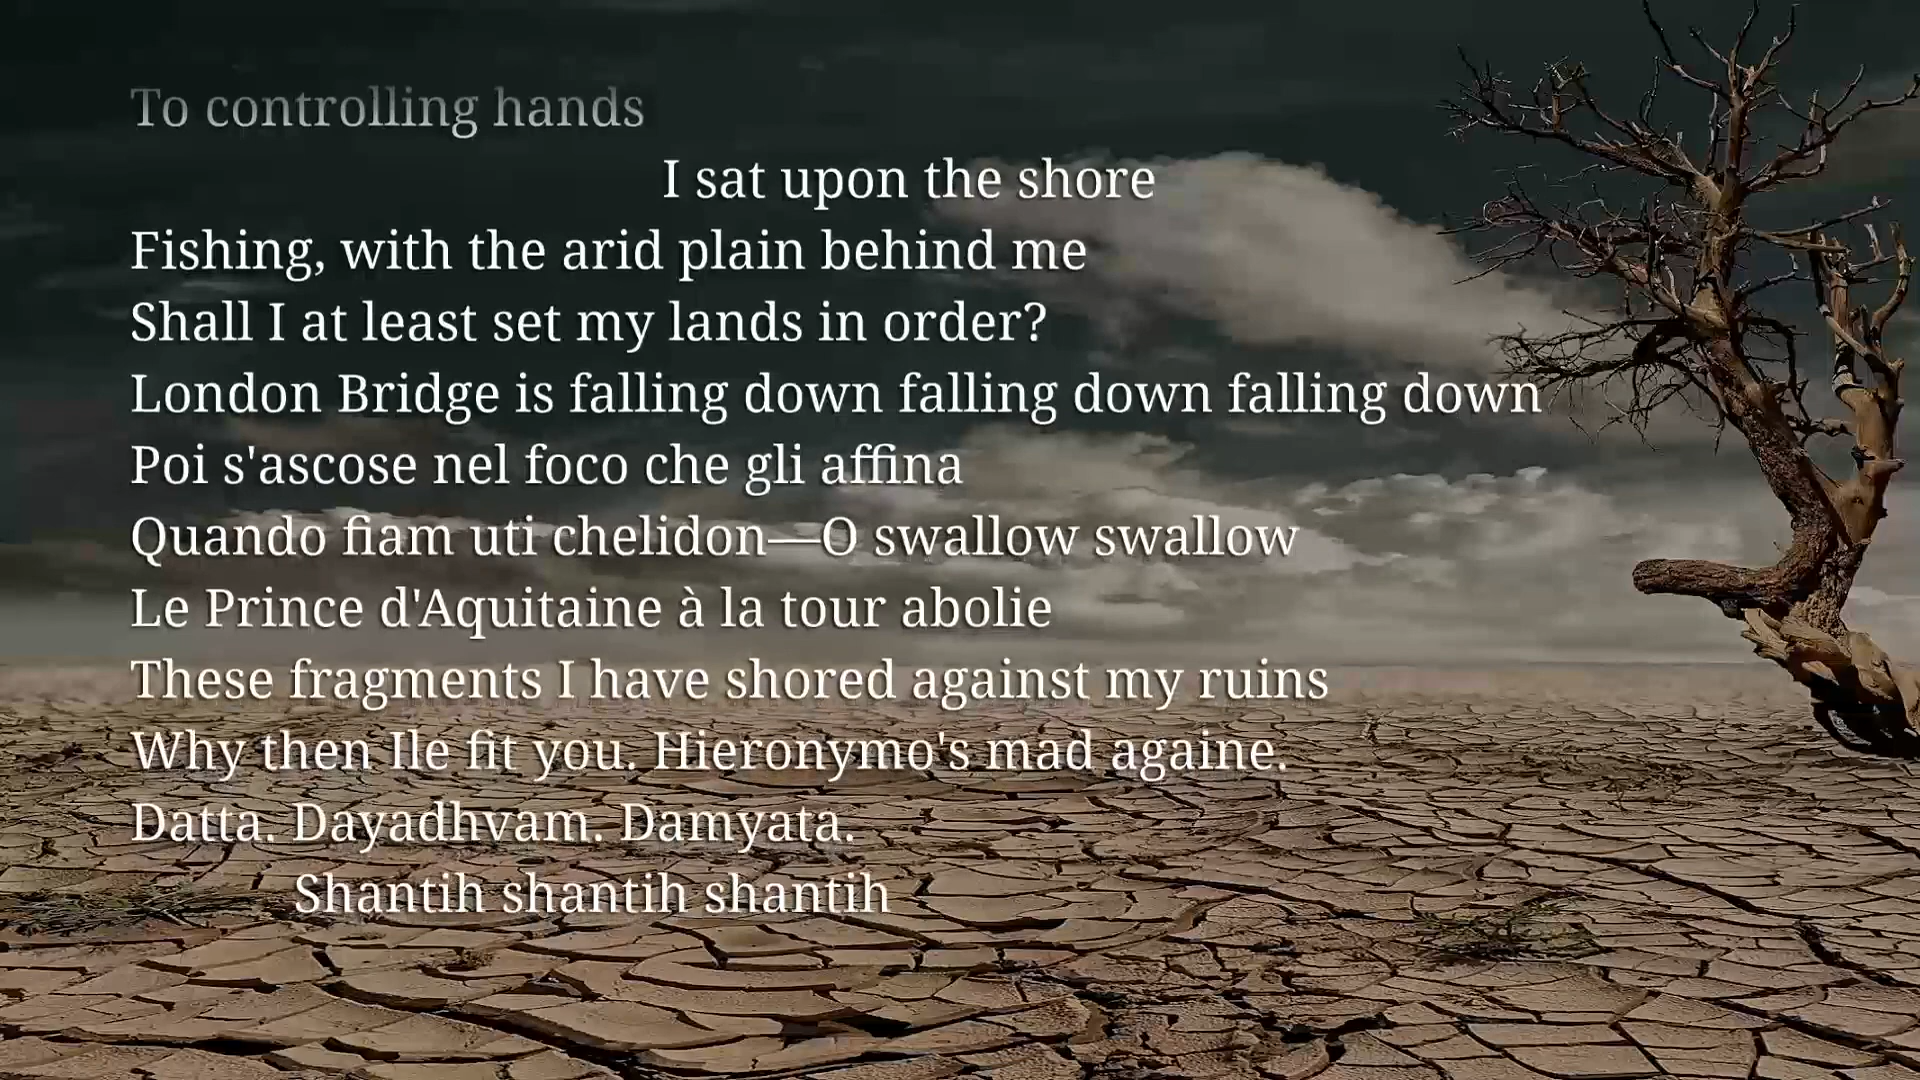 To controlling hands
I sat upon the shore
Fishing, with the arid plain behind me
Shall I at least set my lands in order?
London Bridge is falling down falling down falling down
Poi s'ascose nel foco che gli affina
Quando fiam uti chelidon—O swallow swallow
Le Prince d'Aquitaine à la tour abolie
These fragments I have shored against my ruins
Why then Ile fit you. Hieronymo's mad againe.
Datta. Dayadhvam. Damyata.
Shantih shantih shantih